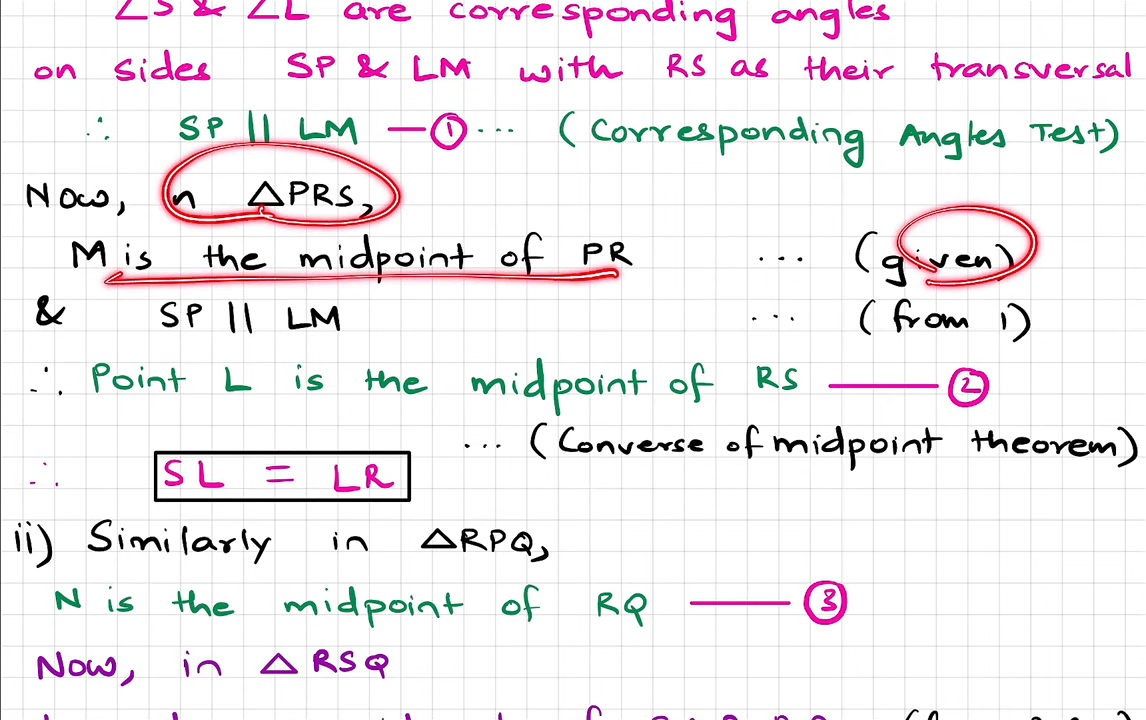 ∠S & ∠L are corresponding angles
on sides SP & LM with RS as their transversal
∴ SP || LM — ① ... (Corresponding Angles Test)
Now, in △PRS,
M is the midpoint of PR ... (given)
& SP || LM ... (from 1)
∴ Point L is the midpoint of RS —— ②
... (Converse of midpoint theorem)
∴ SL = LR
ii) Similarly in △RPQ,
N is the midpoint of RQ —— ③
Now, in △RSQ